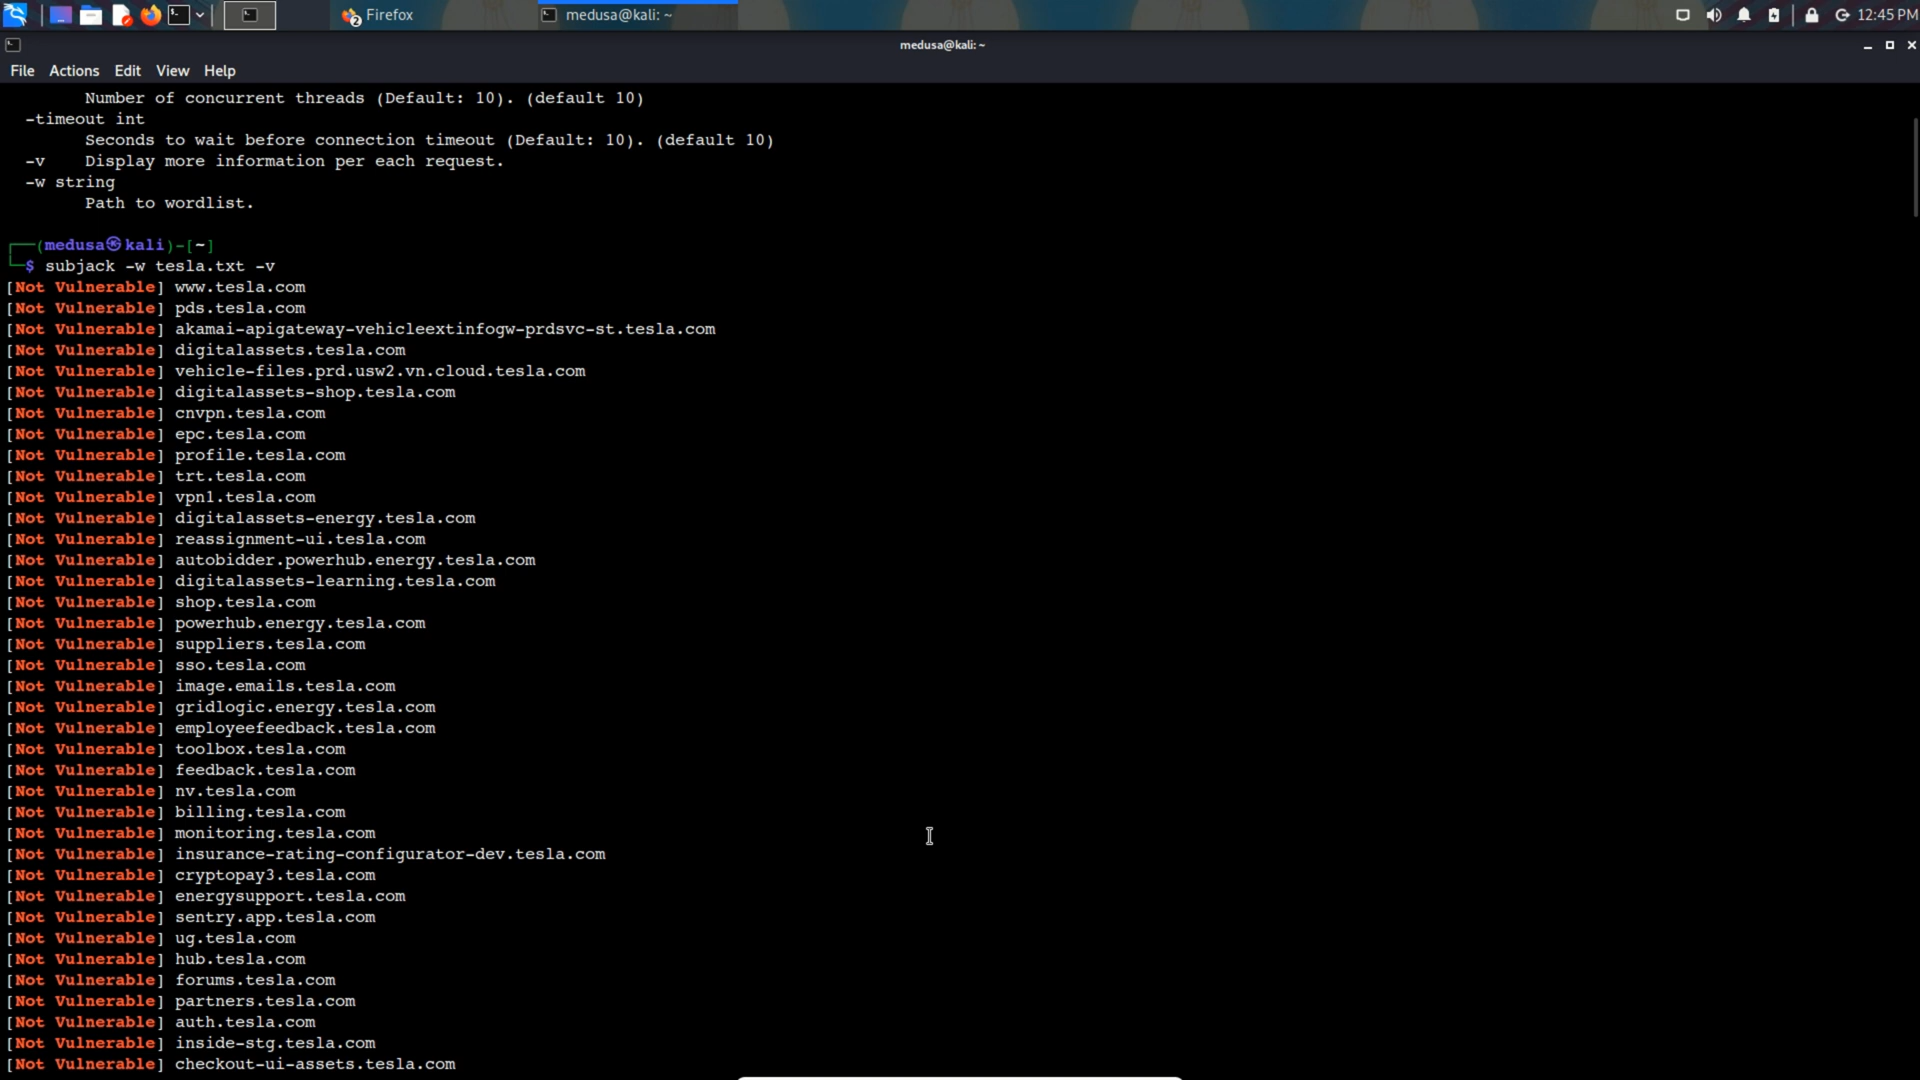 2 Firefox
medusa@kali: ~
12:45 PM
medusa@kali: ~
File Actions Edit View Help
Number of concurrent threads (Default: 10). (default 10)
-timeout int
Seconds to wait before connection timeout (Default: 10). (default 10)
-v Display more information per each request.
-w string
Path to wordlist.
┌──(medusa㉿kali)-[~]
└─$ subjack -w tesla.txt -v
[Not Vulnerable] www.tesla.com
[Not Vulnerable] pds.tesla.com
[Not Vulnerable] akamai-apigateway-vehicleextinfogw-prdsvc-st.tesla.com
[Not Vulnerable] digitalassets.tesla.com
[Not Vulnerable] vehicle-files.prd.usw2.vn.cloud.tesla.com
[Not Vulnerable] digitalassets-shop.tesla.com
[Not Vulnerable] cnvpn.tesla.com
[Not Vulnerable] epc.tesla.com
[Not Vulnerable] profile.tesla.com
[Not Vulnerable] trt.tesla.com
[Not Vulnerable] vpn1.tesla.com
[Not Vulnerable] digitalassets-energy.tesla.com
[Not Vulnerable] reassignment-ui.tesla.com
[Not Vulnerable] autobidder.powerhub.energy.tesla.com
[Not Vulnerable] digitalassets-learning.tesla.com
[Not Vulnerable] shop.tesla.com
[Not Vulnerable] powerhub.energy.tesla.com
[Not Vulnerable] suppliers.tesla.com
[Not Vulnerable] sso.tesla.com
[Not Vulnerable] image.emails.tesla.com
[Not Vulnerable] gridlogic.energy.tesla.com
[Not Vulnerable] employeefeedback.tesla.com
[Not Vulnerable] toolbox.tesla.com
[Not Vulnerable] feedback.tesla.com
[Not Vulnerable] nv.tesla.com
[Not Vulnerable] billing.tesla.com
[Not Vulnerable] monitoring.tesla.com
[Not Vulnerable] insurance-rating-configurator-dev.tesla.com
[Not Vulnerable] cryptopay3.tesla.com
[Not Vulnerable] energysupport.tesla.com
[Not Vulnerable] sentry.app.tesla.com
[Not Vulnerable] ug.tesla.com
[Not Vulnerable] hub.tesla.com
[Not Vulnerable] forums.tesla.com
[Not Vulnerable] partners.tesla.com
[Not Vulnerable] auth.tesla.com
[Not Vulnerable] inside-stg.tesla.com
[Not Vulnerable] checkout-ui-assets.tesla.com